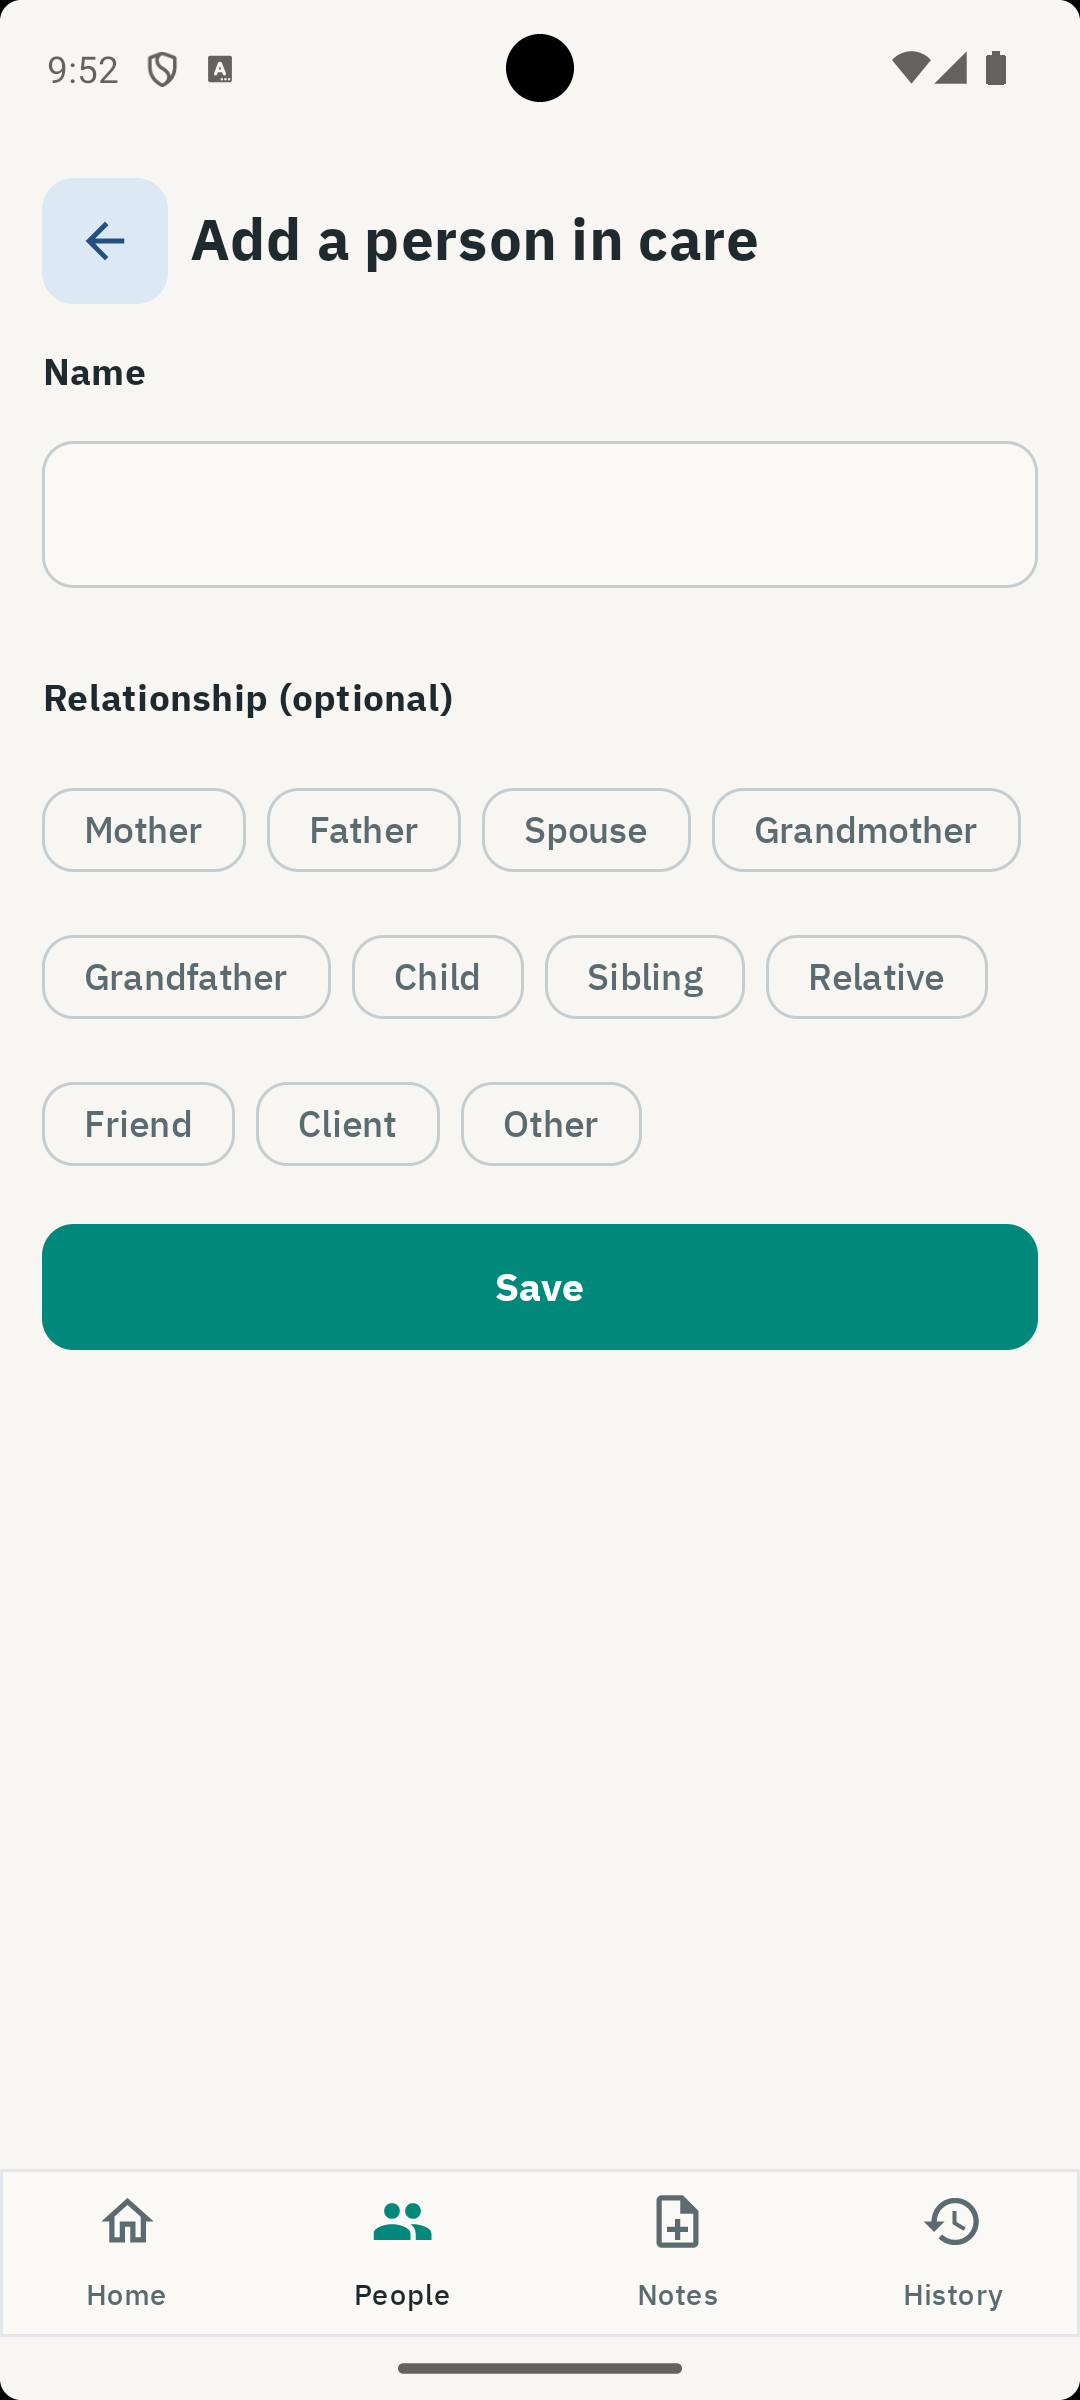 9:52
Add a person in care
Name
Relationship (optional)
Mother Father Spouse Grandmother
Grandfather Child Sibling Relative
Friend Client Other
Save
Home People Notes History